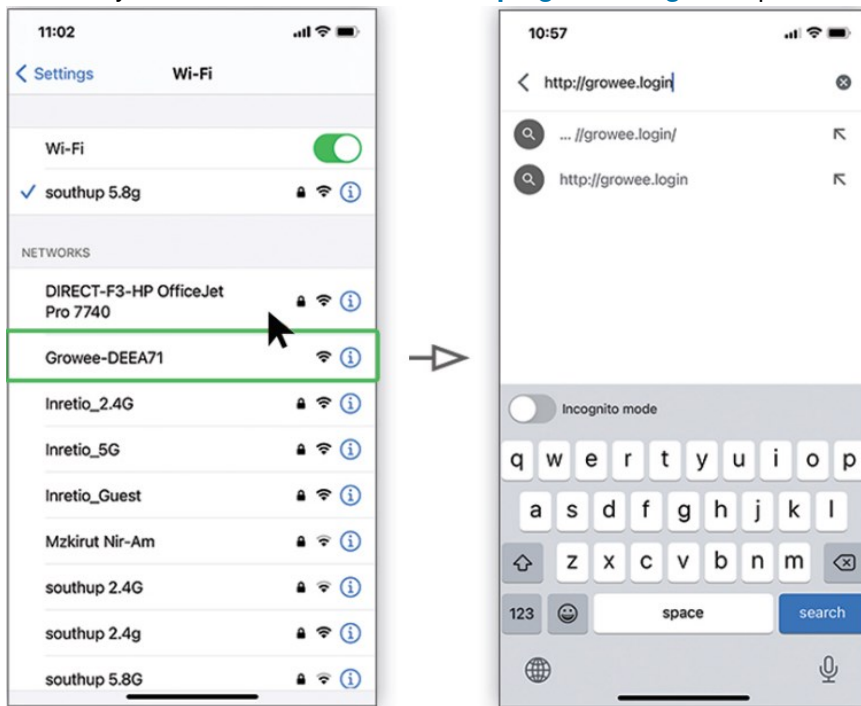 11:02
Settings
Wi-Fi
Wi-Fi
southup 5.8g
NETWORKS
DIRECT-F3-HP OfficeJet
Pro 7740
Growee-DEEA71
Inretio_2.4G
Inretio_5G
Inretio_Guest
Mzkirut Nir-Am
southup 2.4G
southup 2.4g
southup 5.8G
10:57
http://growee.login
... //growee.login/
http://growee.login
Incognito mode
q w e r t y u i o p
a s d f g h j k l
z x c v b n m
123 space search